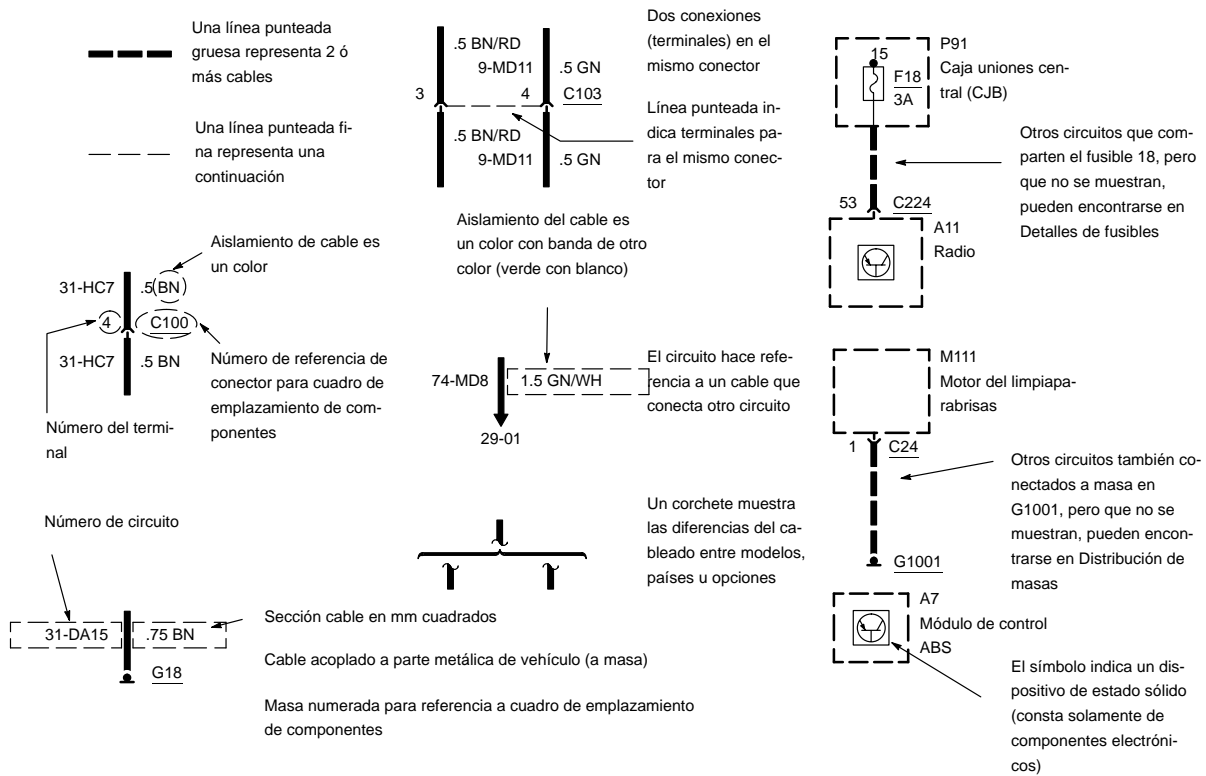 Una línea punteada
gruesa representa 2 ó
más cables
Una línea punteada fi-
na representa una
continuación
Aislamiento de cable es
un color
31-HC7
.5 BN
4
C100
31-HC7
.5 BN
Número de referencia de
conector para cuadro de
emplazamiento de com-
ponentes
Número del termi-
nal
Número de circuito
31-DA15
.75 BN
G18
Sección cable en mm cuadrados
Cable acoplado a parte metálica de vehículo (a masa)
Masa numerada para referencia a cuadro de emplazamiento
de componentes
.5 BN/RD
9-MD11
.5 GN
3
4
C103
.5 BN/RD
9-MD11
.5 GN
Dos conexiones
(terminales) en el
mismo conector
Línea punteada in-
dica terminales pa-
ra el mismo conec-
tor
Aislamiento del cable es
un color con banda de otro
color (verde con blanco)
74-MD8
1.5 GN/WH
29-01
El circuito hace refe-
rencia a un cable que
conecta otro circuito
Un corchete muestra
las diferencias del ca-
bleado entre modelos,
países u opciones
15
F18
3A
P91
Caja uniones cen-
tral (CJB)
Otros circuitos que com-
parten el fusible 18, pero
que no se muestran,
pueden encontrarse en
Detalles de fusibles
53
C224
A11
Radio
M111
Motor del limpiapa-
rabrisas
1
C24
Otros circuitos también co-
nectados a masa en
G1001, pero que no se
muestran, pueden encon-
trarse en Distribución de
masas
G1001
A7
Módulo de control
ABS
El símbolo indica un dis-
positivo de estado sólido
(consta solamente de
componentes electróni-
cos)